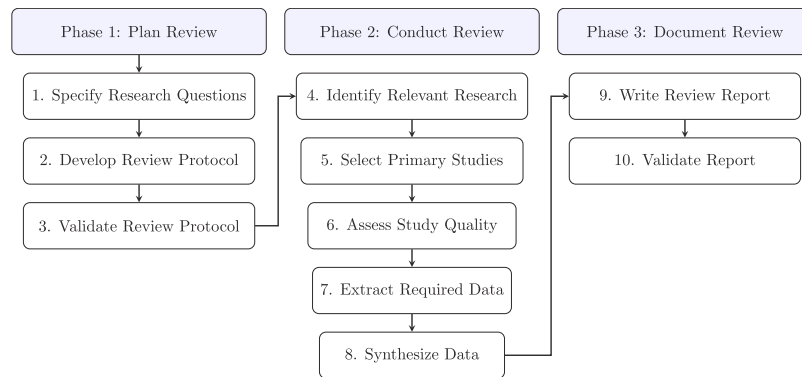 Phase 1: Plan Review
1. Specify Research Questions
2. Develop Review Protocol
3. Validate Review Protocol
Phase 2: Conduct Review
4. Identify Relevant Research
5. Select Primary Studies
6. Assess Study Quality
7. Extract Required Data
8. Synthesize Data
Phase 3: Document Review
9. Write Review Report
10. Validate Report